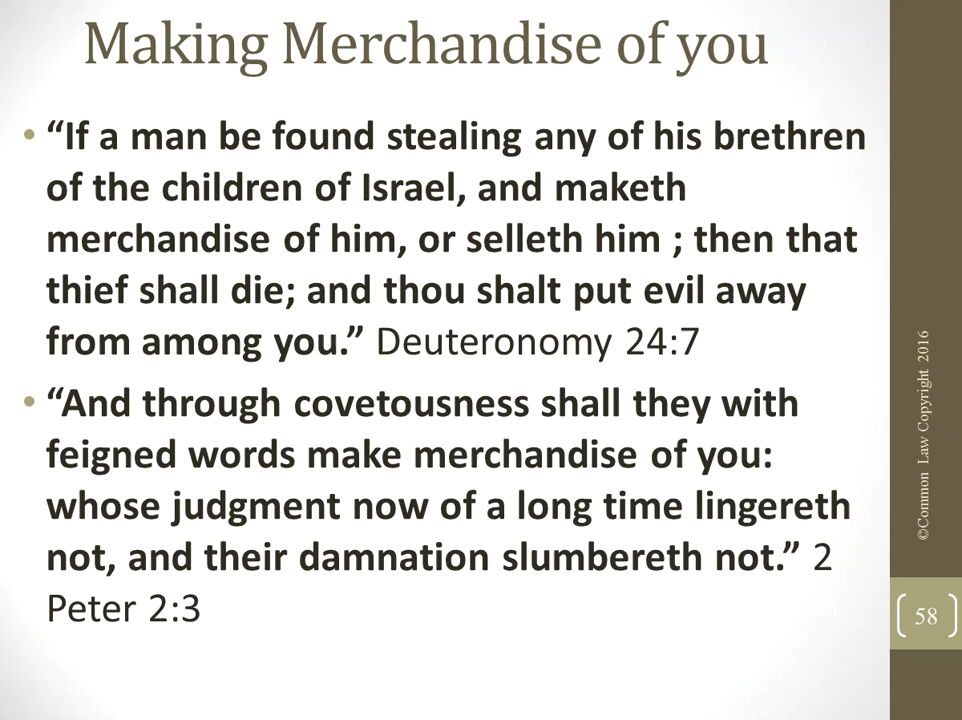 Making Merchandise of you
• “If a man be found stealing any of his brethren
of the children of Israel, and maketh
merchandise of him, or selleth him ; then that
thief shall die; and thou shalt put evil away
from among you.” Deuteronomy 24:7
• “And through covetousness shall they with
feigned words make merchandise of you:
whose judgment now of a long time lingereth
not, and their damnation slumbereth not.” 2
Peter 2:3
©Common Law Copyright 2016
58